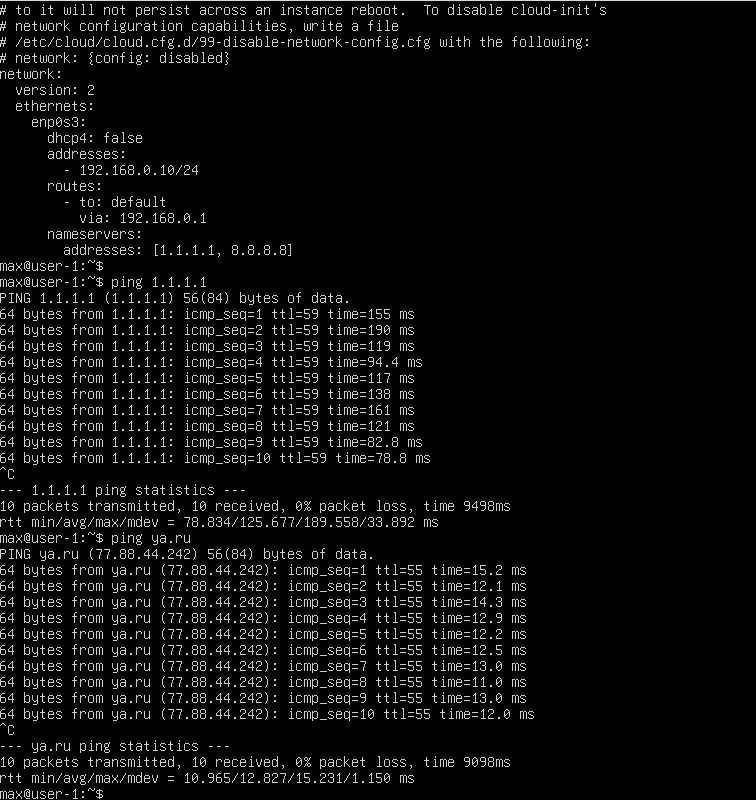 # to it will not persist across an instance reboot.  To disable cloud-init's
# network configuration capabilities, write a file
# /etc/cloud/cloud.cfg.d/99-disable-network-config.cfg with the following:
# network: {config: disabled}
network:
  version: 2
  ethernets:
    enp0s3:
      dhcp4: false
      addresses:
        - 192.168.0.10/24
      routes:
        - to: default
          via: 192.168.0.1
      nameservers:
        addresses: [1.1.1.1, 8.8.8.8]
max@user-1:~$
max@user-1:~$ ping 1.1.1.1
PING 1.1.1.1 (1.1.1.1) 56(84) bytes of data.
64 bytes from 1.1.1.1: icmp_seq=1 ttl=59 time=155 ms
64 bytes from 1.1.1.1: icmp_seq=2 ttl=59 time=190 ms
64 bytes from 1.1.1.1: icmp_seq=3 ttl=59 time=119 ms
64 bytes from 1.1.1.1: icmp_seq=4 ttl=59 time=94.4 ms
64 bytes from 1.1.1.1: icmp_seq=5 ttl=59 time=117 ms
64 bytes from 1.1.1.1: icmp_seq=6 ttl=59 time=138 ms
64 bytes from 1.1.1.1: icmp_seq=7 ttl=59 time=161 ms
64 bytes from 1.1.1.1: icmp_seq=8 ttl=59 time=121 ms
64 bytes from 1.1.1.1: icmp_seq=9 ttl=59 time=82.8 ms
64 bytes from 1.1.1.1: icmp_seq=10 ttl=59 time=78.8 ms
^C
--- 1.1.1.1 ping statistics ---
10 packets transmitted, 10 received, 0% packet loss, time 9498ms
rtt min/avg/max/mdev = 78.834/125.677/189.558/33.892 ms
max@user-1:~$ ping ya.ru
PING ya.ru (77.88.44.242) 56(84) bytes of data.
64 bytes from ya.ru (77.88.44.242): icmp_seq=1 ttl=55 time=15.2 ms
64 bytes from ya.ru (77.88.44.242): icmp_seq=2 ttl=55 time=12.1 ms
64 bytes from ya.ru (77.88.44.242): icmp_seq=3 ttl=55 time=14.3 ms
64 bytes from ya.ru (77.88.44.242): icmp_seq=4 ttl=55 time=12.9 ms
64 bytes from ya.ru (77.88.44.242): icmp_seq=5 ttl=55 time=12.2 ms
64 bytes from ya.ru (77.88.44.242): icmp_seq=6 ttl=55 time=12.5 ms
64 bytes from ya.ru (77.88.44.242): icmp_seq=7 ttl=55 time=13.0 ms
64 bytes from ya.ru (77.88.44.242): icmp_seq=8 ttl=55 time=11.0 ms
64 bytes from ya.ru (77.88.44.242): icmp_seq=9 ttl=55 time=13.0 ms
64 bytes from ya.ru (77.88.44.242): icmp_seq=10 ttl=55 time=12.0 ms
^C
--- ya.ru ping statistics ---
10 packets transmitted, 10 received, 0% packet loss, time 9098ms
rtt min/avg/max/mdev = 10.965/12.827/15.231/1.150 ms
max@user-1:~$